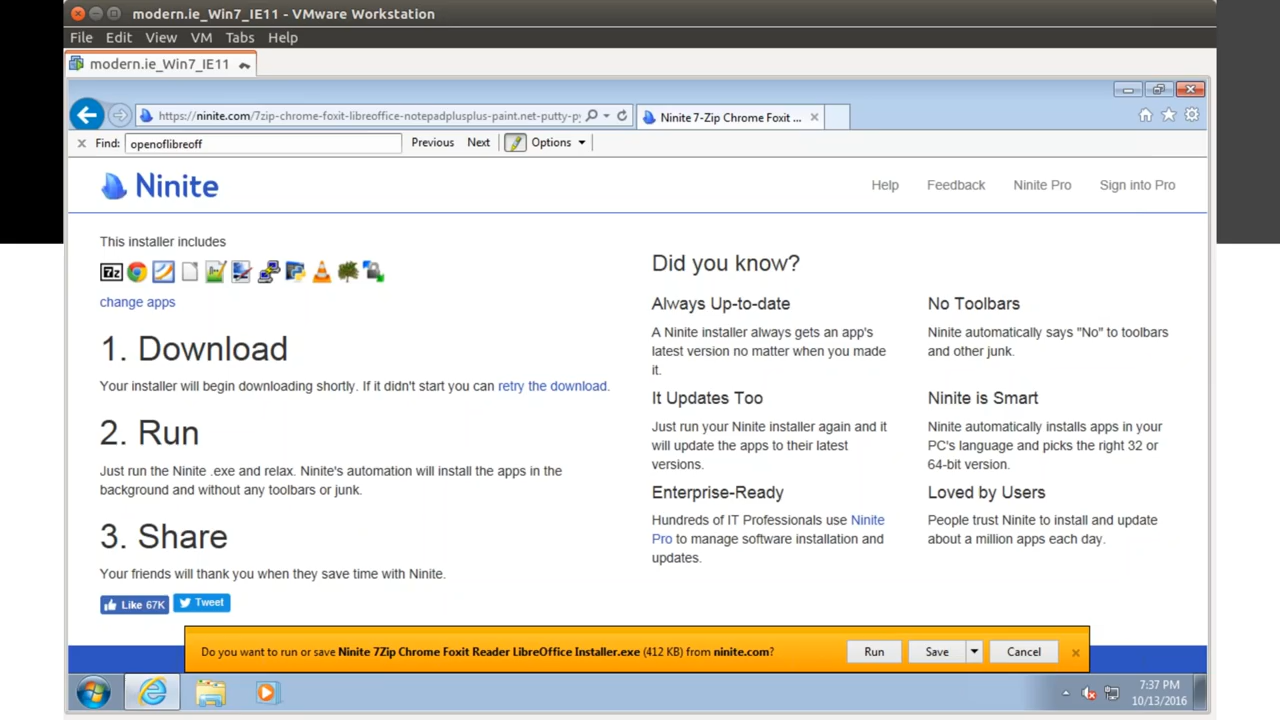 modern.ie_Win7_IE11 - VMware Workstation
File Edit View VM Tabs Help
modern.ie_Win7_IE11
https://ninite.com/7zip-chrome-foxit-libreoffice-notepadplusplus-paint.net-putty-py
Ninite 7-Zip Chrome Foxit ...
Find: openoflibreoff Previous Next Options
Ninite
Help Feedback Ninite Pro Sign into Pro
This installer includes
7z
change apps
1. Download
Your installer will begin downloading shortly. If it didn't start you can retry the download.
2. Run
Just run the Ninite .exe and relax. Ninite's automation will install the apps in the
background and without any toolbars or junk.
3. Share
Your friends will thank you when they save time with Ninite.
Like 67K Tweet
Did you know?
Always Up-to-date
A Ninite installer always gets an app's
latest version no matter when you made
it.
No Toolbars
Ninite automatically says "No" to toolbars
and other junk.
It Updates Too
Just run your Ninite installer again and it
will update the apps to their latest
versions.
Ninite is Smart
Ninite automatically installs apps in your
PC's language and picks the right 32 or
64-bit version.
Enterprise-Ready
Hundreds of IT Professionals use Ninite
Pro to manage software installation and
updates.
Loved by Users
People trust Ninite to install and update
about a million apps each day.
Do you want to run or save Ninite 7Zip Chrome Foxit Reader LibreOffice Installer.exe (412 KB) from ninite.com?
Run Save Cancel
7:37 PM
10/13/2016